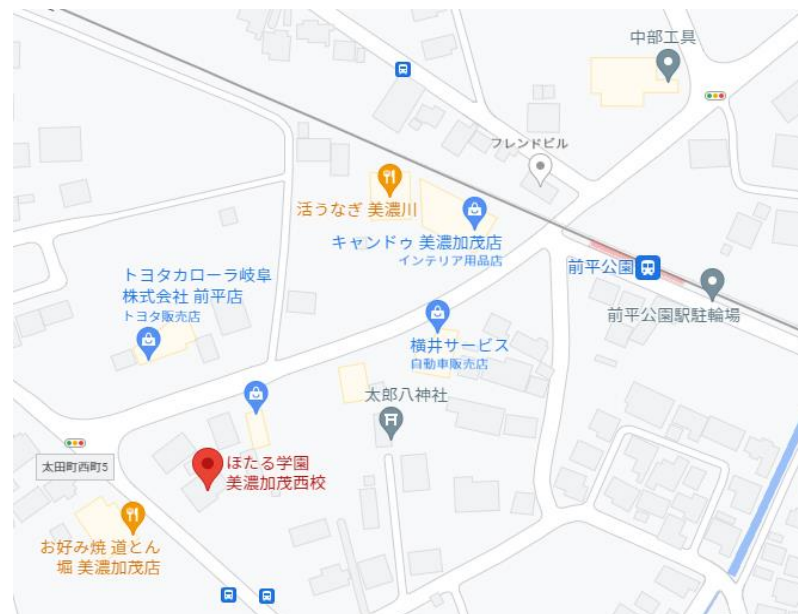 中部工具
フレンドビル
活うなぎ 美濃川
キャンドゥ 美濃加茂店
インテリア用品店
前平公園
トヨタカローラ岐阜
株式会社 前平店
トヨタ販売店
前平公園駅駐輪場
横井サービス
自動車販売店
太郎八神社
太田町西町5
ほたる学園
美濃加茂西校
お好み焼 道とん
堀 美濃加茂店